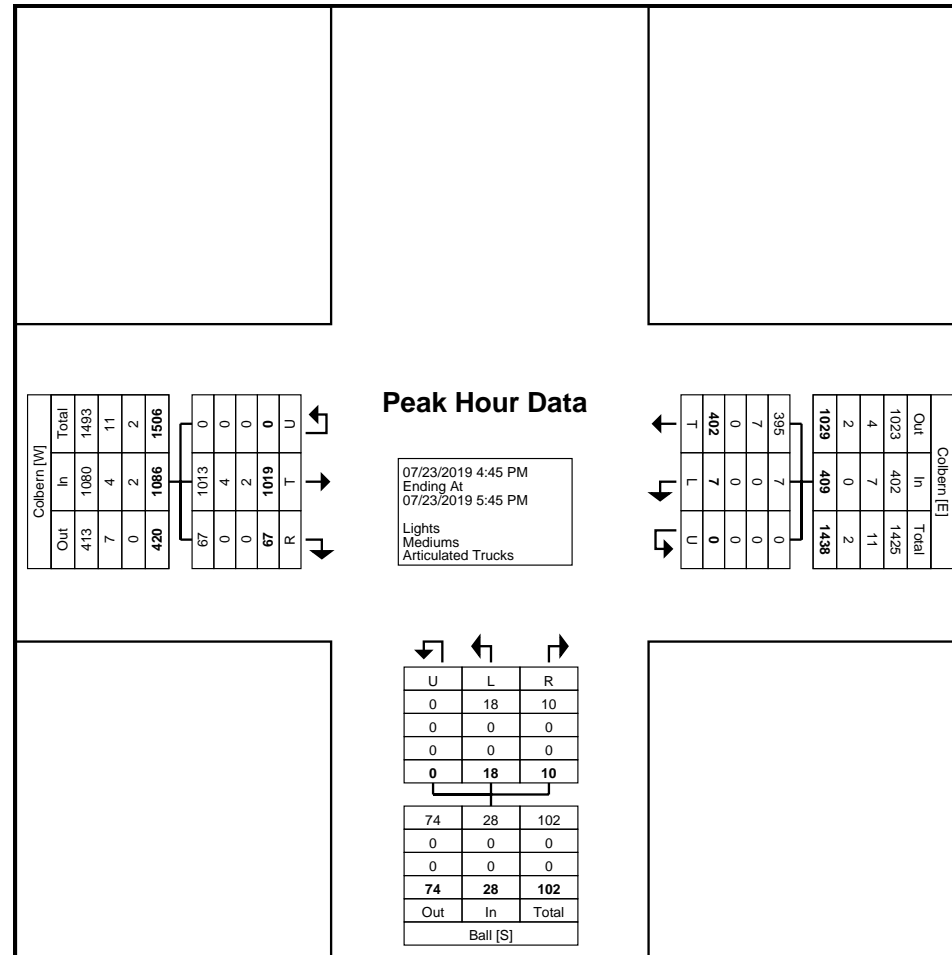 Peak Hour Data
07/23/2019 4:45 PM
Ending At
07/23/2019 5:45 PM
Lights
Mediums
Articulated Trucks
Colbern [W]
Total In Out
1493 1080 413
11 4 7
2 2 0
1506 1086 420
0 1013 67
0 4 0
0 2 0
0 1019 67
U T R
Colbern [E]
Out In Total
1023 402 1425
4 7 11
2 0 2
1029 409 1438
395 7 0
7 0 0
0 0 0
402 7 0
T L U
U L R
0 18 10
0 0 0
0 0 0
0 18 10
74 28 102
0 0 0
0 0 0
74 28 102
Out In Total
Ball [S]